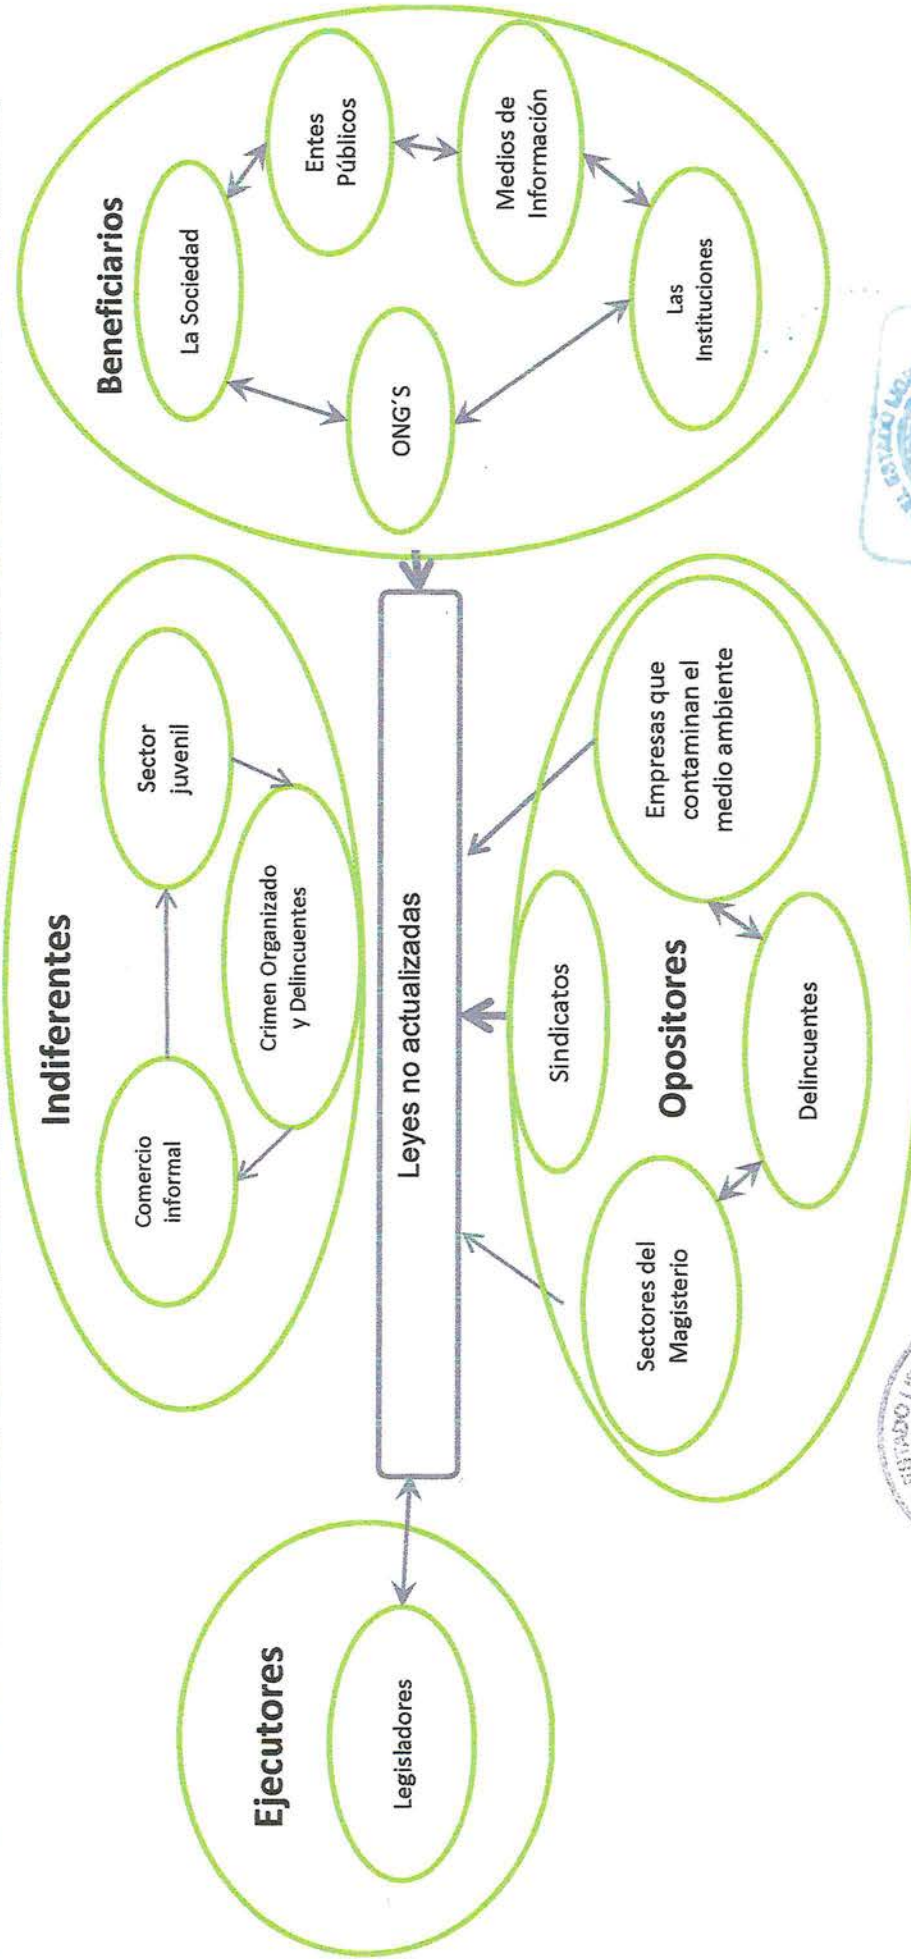 Ejecutores
Legisladores
Indiferentes
Comercio
informal
Sector
juvenil
Crimen Organizado
y Delincuentes
Leyes no actualizadas
Sindicatos
Opositores
Sectores del
Magisterio
Delincuentes
Empresas que
contaminan el
medio ambiente
Beneficiarios
La Sociedad
Entes
Públicos
ONG´S
Medios de
Información
Las
Instituciones
ESTADO